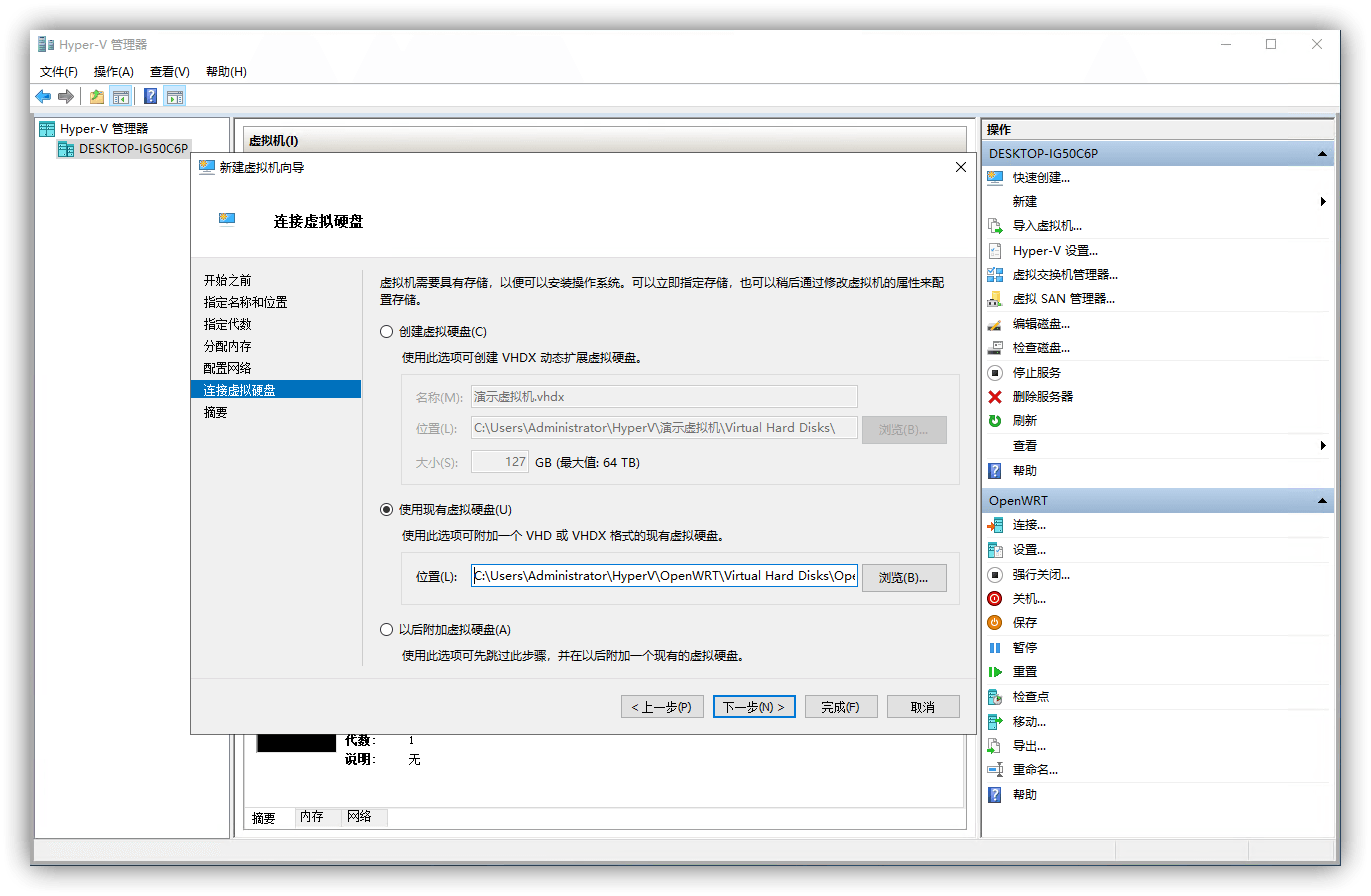 Hyper-V 管理器
文件(F) 操作(A) 查看(V) 帮助(H)
Hyper-V 管理器
DESKTOP-IG50C6P
虚拟机(I)
新建虚拟机向导
连接虚拟硬盘
开始之前
指定名称和位置
指定代数
分配内存
配置网络
连接虚拟硬盘
摘要
虚拟机需要具有存储，以便可以安装操作系统。可以立即指定存储，也可以稍后通过修改虚拟机的属性来配
置存储。
创建虚拟硬盘(C)
使用此选项可创建 VHDX 动态扩展虚拟硬盘。
名称(M): 演示虚拟机.vhdx
位置(L): C:\Users\Administrator\HyperV\演示虚拟机\Virtual Hard Disks\ 浏览(B)...
大小(S): 127 GB (最大值: 64 TB)
使用现有虚拟硬盘(U)
使用此选项可附加一个 VHD 或 VHDX 格式的现有虚拟硬盘。
位置(L): C:\Users\Administrator\HyperV\OpenWRT\Virtual Hard Disks\Ope 浏览(B)...
以后附加虚拟硬盘(A)
使用此选项可先跳过此步骤，并在以后附加一个现有的虚拟硬盘。
< 上一步(P) 下一步(N) > 完成(F) 取消
代数: 1
说明: 无
摘要 内存 网络
操作
DESKTOP-IG50C6P
快速创建...
新建
导入虚拟机...
Hyper-V 设置...
虚拟交换机管理器...
虚拟 SAN 管理器...
编辑磁盘...
检查磁盘...
停止服务
删除服务器
刷新
查看
帮助
OpenWRT
连接...
设置...
强行关闭...
关机...
保存
暂停
重置
检查点
移动...
导出...
重命名...
帮助